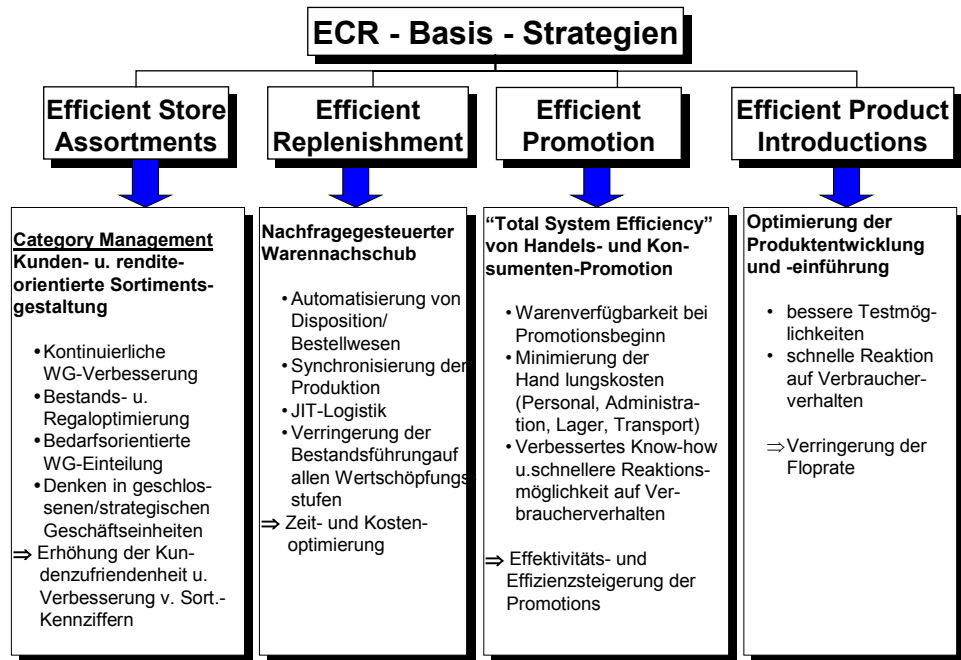 ECR - Basis - Strategien
Efficient Store
Assortments
Efficient
Replenishment
Efficient
Promotion
Efficient Product
Introductions
Category Management
Kunden- u. rendite-
orientierte Sortiments-
gestaltung
• Kontinuierliche
WG-Verbesserung
• Bestands- u.
Regaloptimierung
• Bedarfsorientierte
WG-Einteilung
• Denken in geschlos-
senen/strategischen
Geschäftseinheiten
⇒ Erhöhung der Kun-
denzufriendenheit u.
Verbesserung v. Sort.-
Kennziffern
Nachfragegesteuerter
Warennachschub
• Automatisierung von
Disposition/
Bestellwesen
• Synchronisierung der
Produktion
• JIT-Logistik
• Verringerung der
Bestandsführungauf
allen Wertschöpfungs-
stufen
⇒ Zeit- und Kosten-
optimierung
“Total System Efficiency”
von Handels- und Kon-
sumenten-Promotion
• Warenverfügbarkeit bei
Promotionsbeginn
• Minimierung der
Hand lungskosten
(Personal, Administra-
tion, Lager, Transport)
• Verbessertes Know-how
u.schnellere Reaktions-
möglichkeit auf Ver-
braucherverhalten
⇒ Effektivitäts- und
Effizienzsteigerung der
Promotions
Optimierung der
Produktentwicklung
und -einführung
• bessere Testmög-
lichkeiten
• schnelle Reaktion
auf Verbraucher-
verhalten
⇒ Verringerung der
Floprate